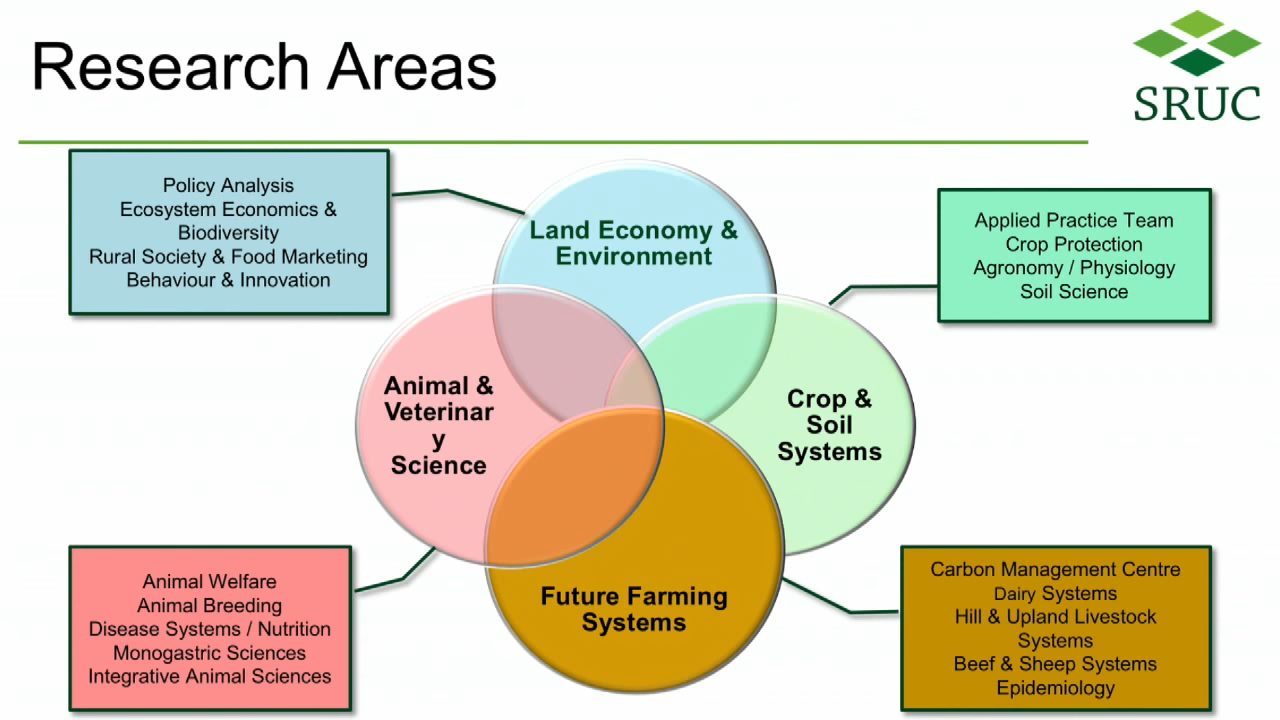 Research Areas
SRUC
Policy Analysis
Ecosystem Economics &
Biodiversity
Rural Society & Food Marketing
Behaviour & Innovation
Land Economy &
Environment
Applied Practice Team
Crop Protection
Agronomy / Physiology
Soil Science
Animal &
Veterinar
y
Science
Crop &
Soil
Systems
Animal Welfare
Animal Breeding
Disease Systems / Nutrition
Monogastric Sciences
Integrative Animal Sciences
Future Farming
Systems
Carbon Management Centre
Dairy Systems
Hill & Upland Livestock
Systems
Beef & Sheep Systems
Epidemiology